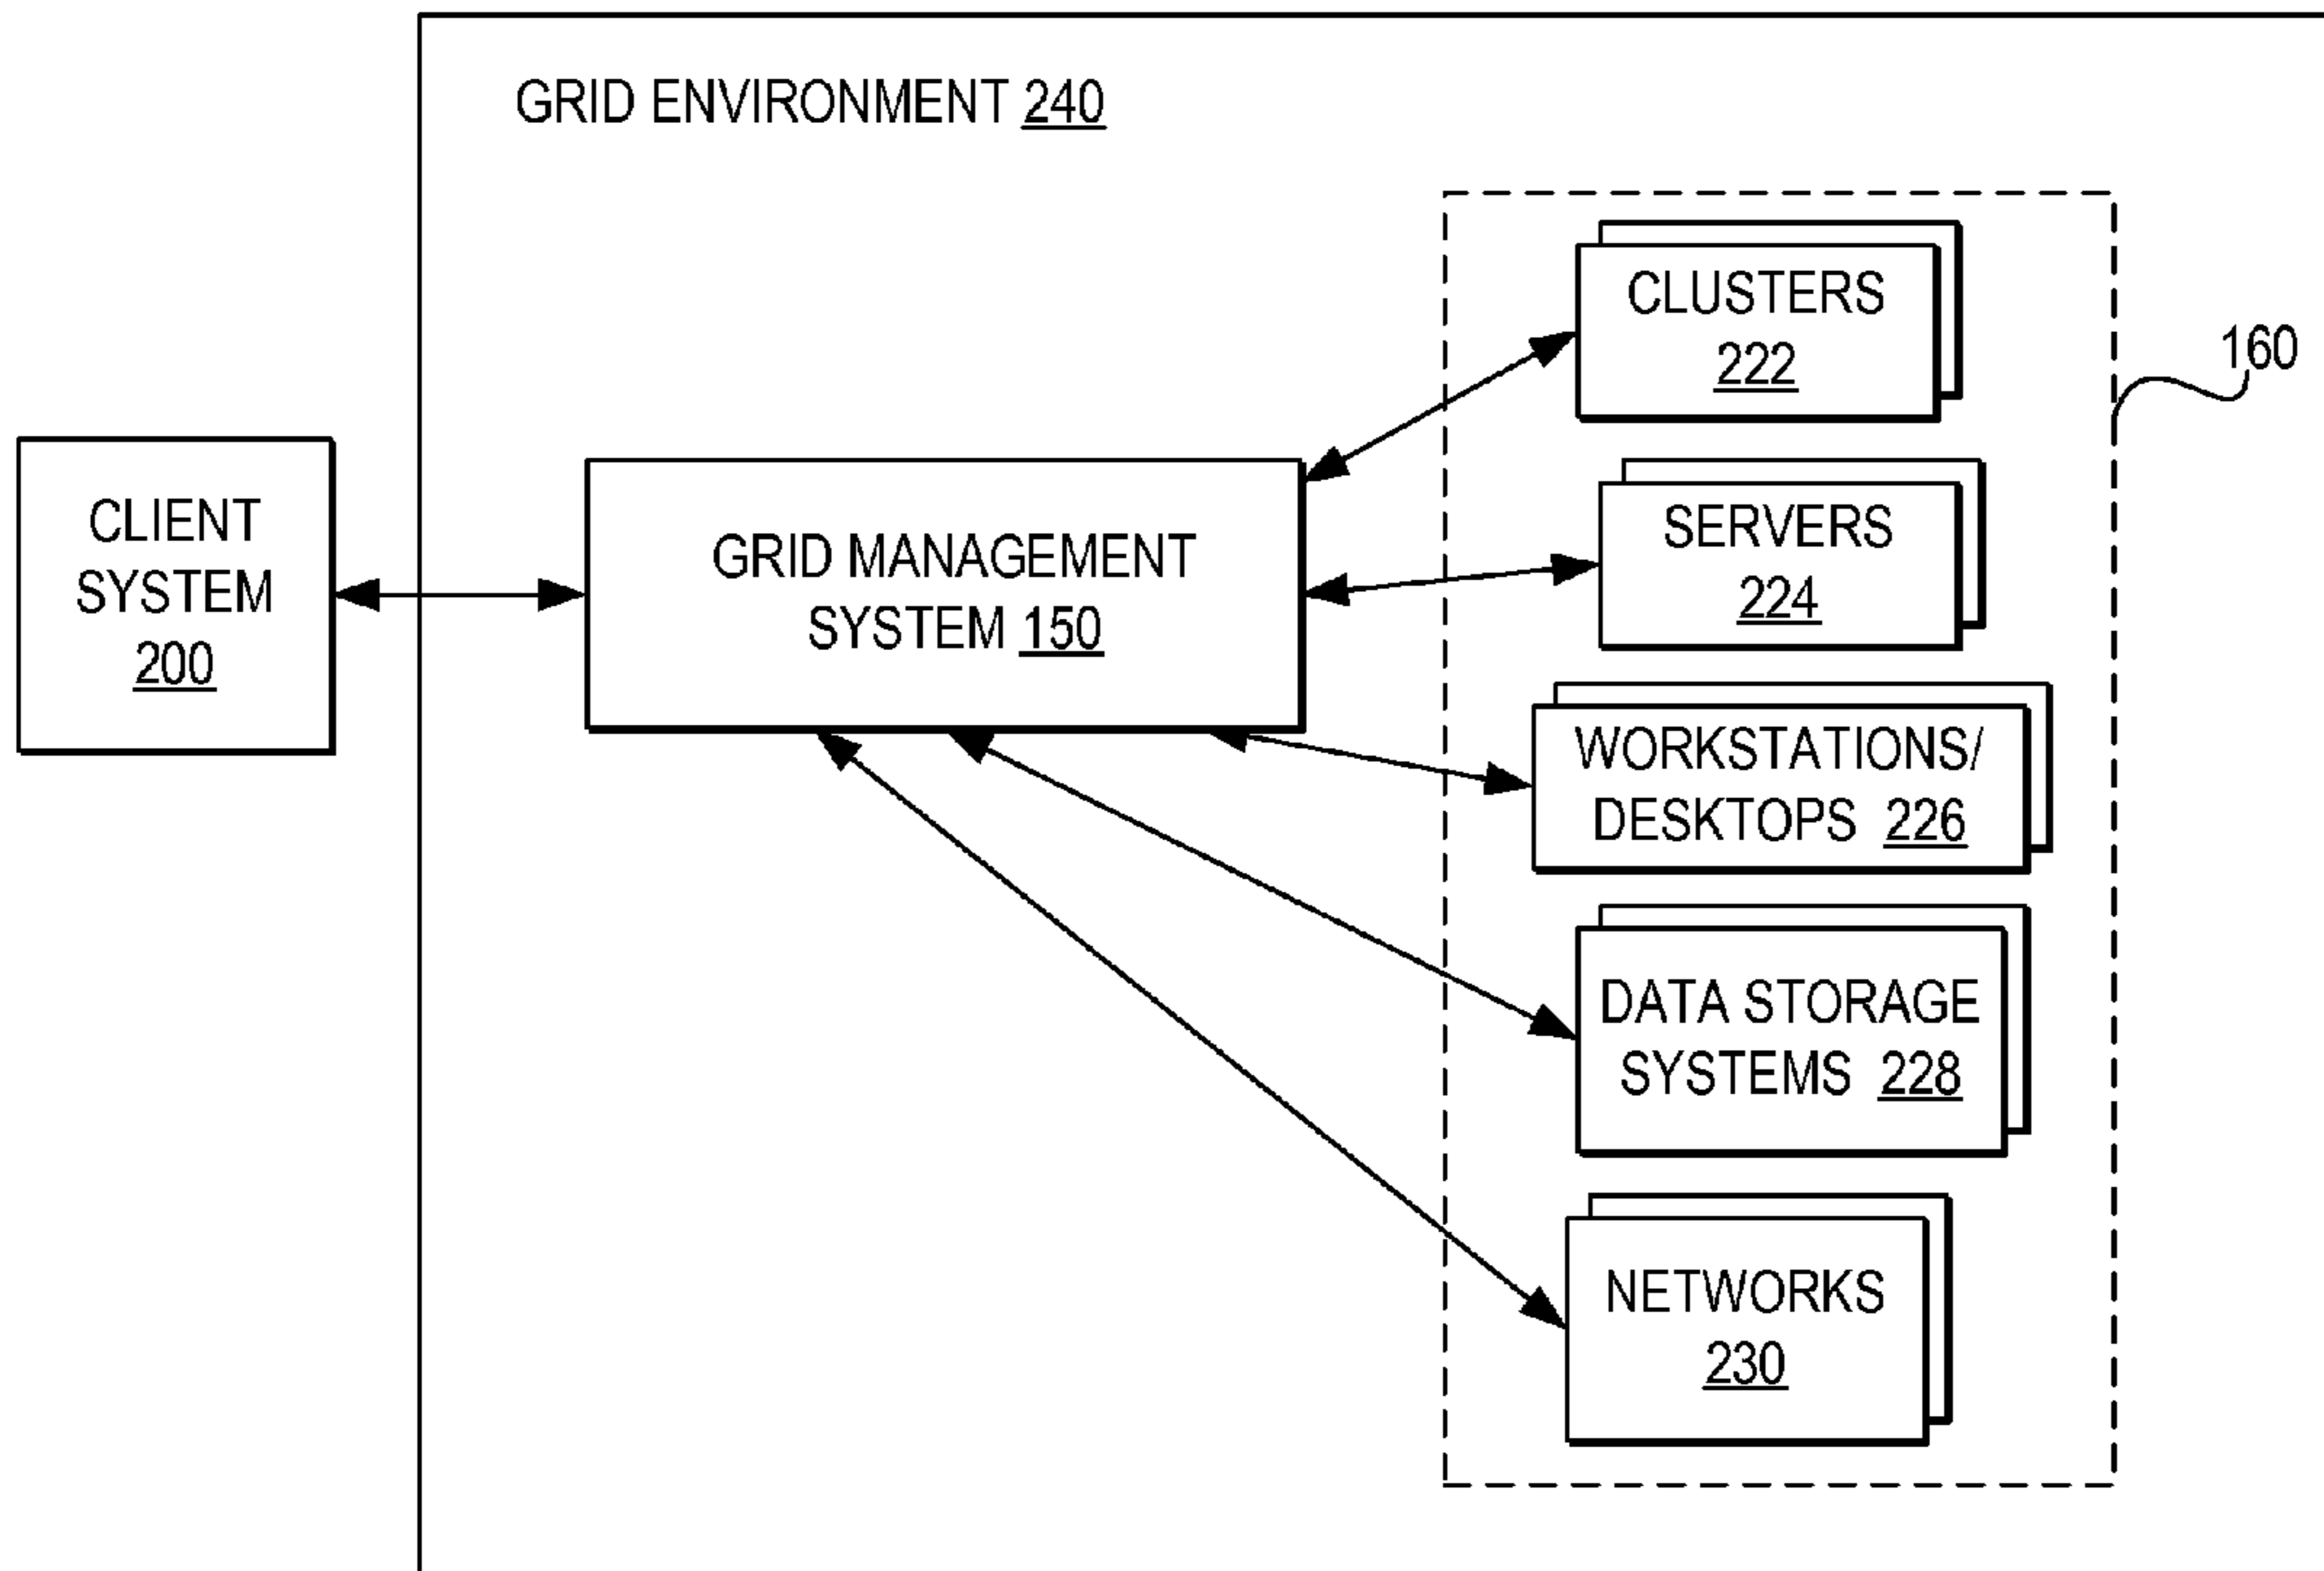 GRID ENVIRONMENT 240
CLUSTERS
222
160
CLIENT
SYSTEM
200
GRID MANAGEMENT
SYSTEM 150
SERVERS
224
WORKSTATIONS/
DESKTOPS 226
DATA STORAGE
SYSTEMS 228
NETWORKS
230